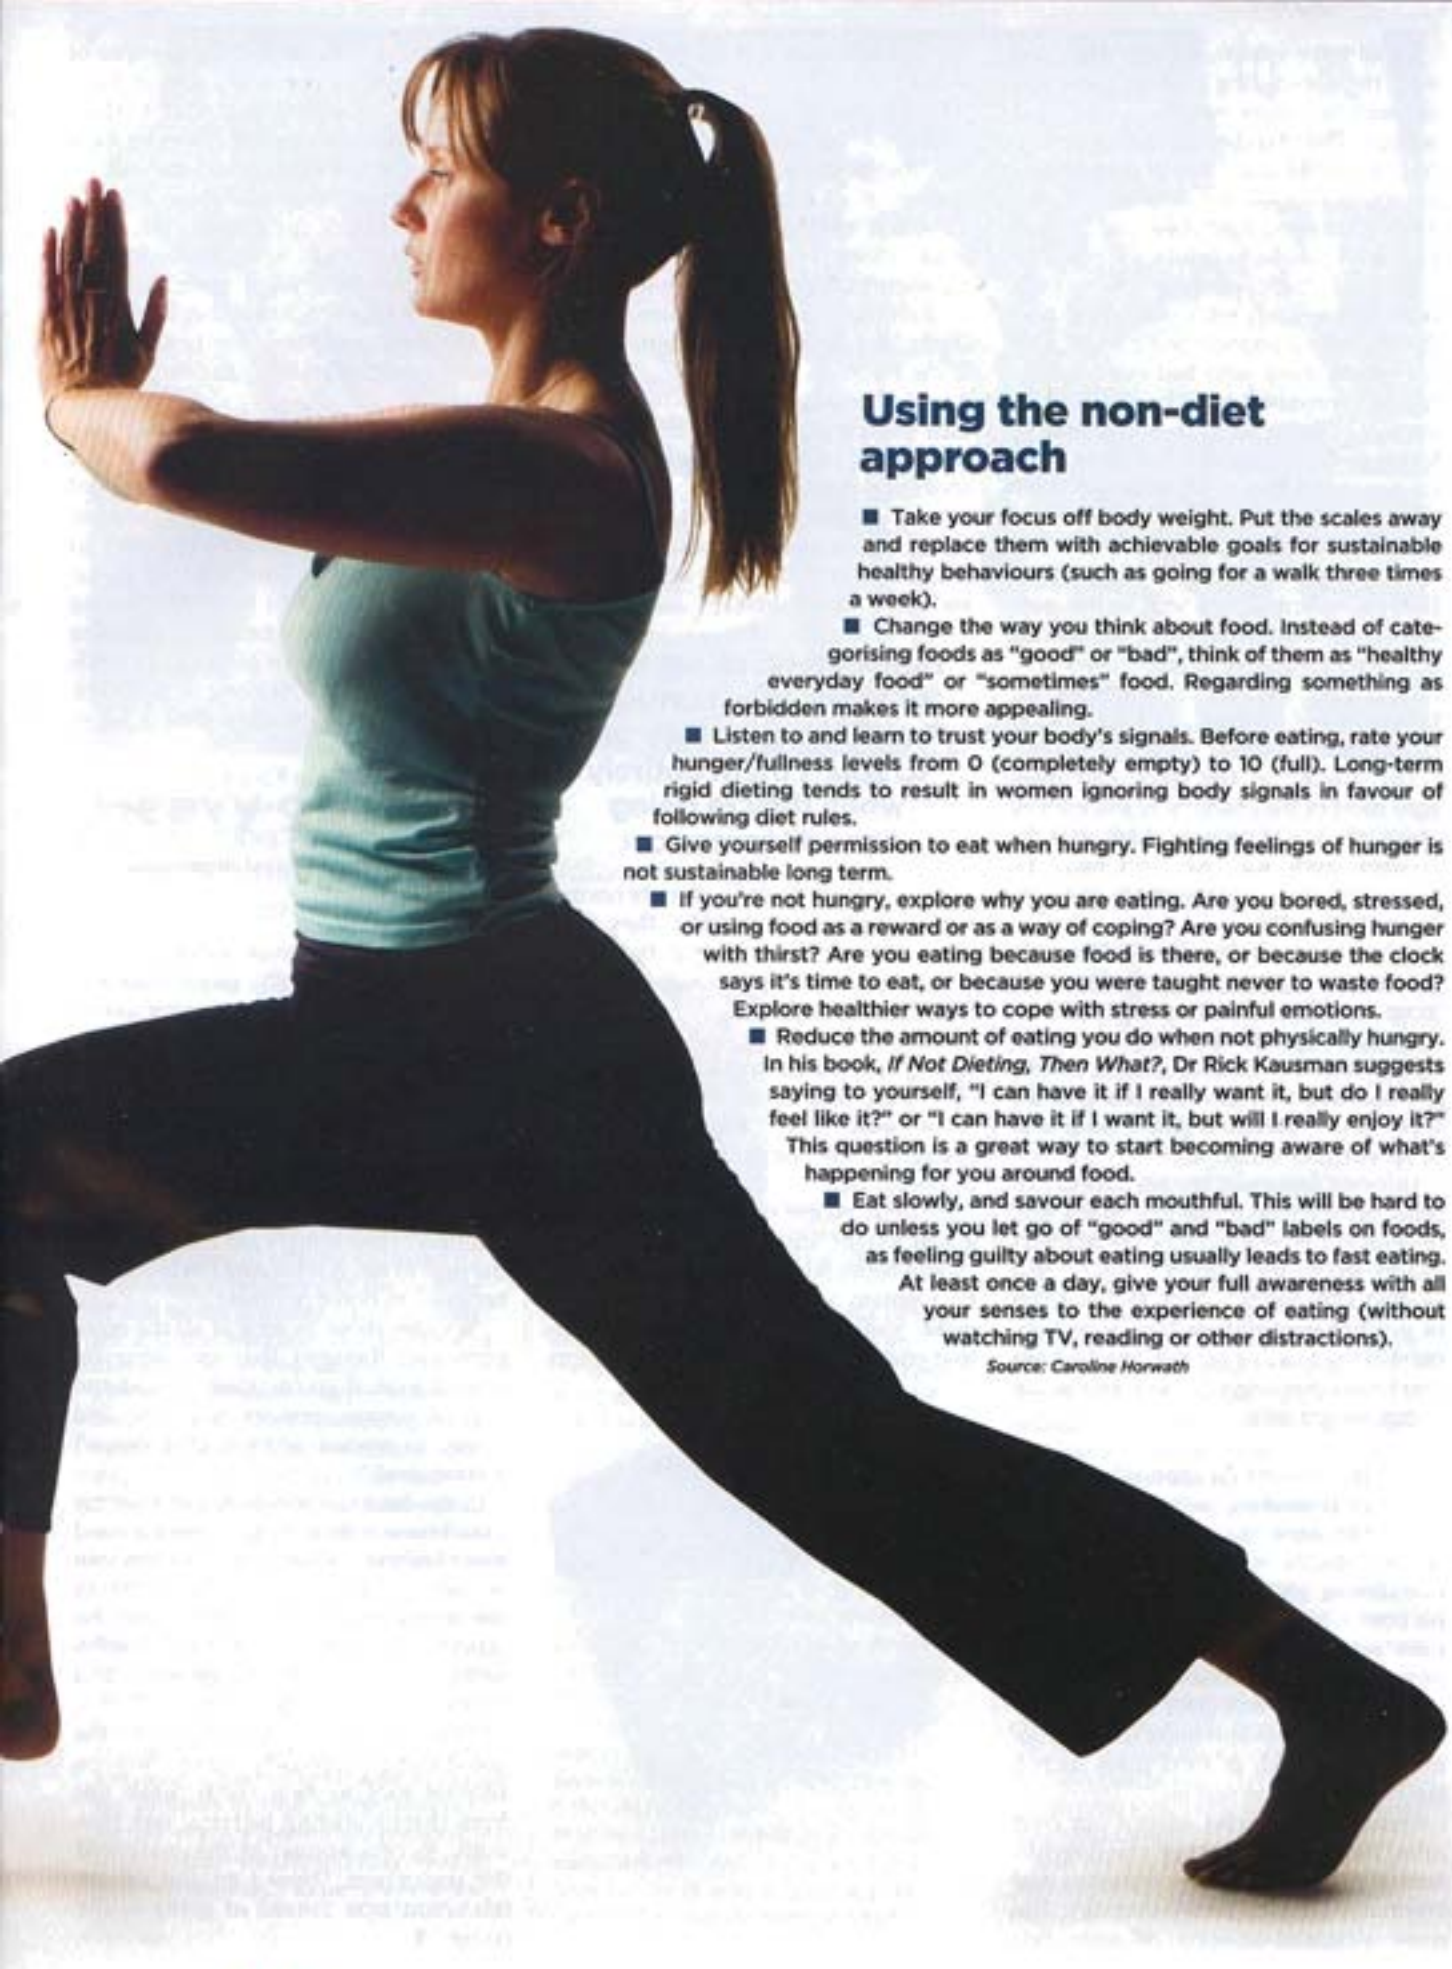 Using the non-diet
approach
■ Take your focus off body weight. Put the scales away
and replace them with achievable goals for sustainable
healthy behaviours (such as going for a walk three times
a week).
■ Change the way you think about food. Instead of cate-
gorising foods as "good" or "bad", think of them as "healthy
everyday food" or "sometimes" food. Regarding something as
forbidden makes it more appealing.
■ Listen to and learn to trust your body's signals. Before eating, rate your
hunger/fullness levels from 0 (completely empty) to 10 (full). Long-term
rigid dieting tends to result in women ignoring body signals in favour of
following diet rules.
■ Give yourself permission to eat when hungry. Fighting feelings of hunger is
not sustainable long term.
■ If you're not hungry, explore why you are eating. Are you bored, stressed,
or using food as a reward or as a way of coping? Are you confusing hunger
with thirst? Are you eating because food is there, or because the clock
says it's time to eat, or because you were taught never to waste food?
Explore healthier ways to cope with stress or painful emotions.
■ Reduce the amount of eating you do when not physically hungry.
In his book, If Not Dieting, Then What?, Dr Rick Kausman suggests
saying to yourself, "I can have it if I really want it, but do I really
feel like it?" or "I can have it if I want it, but will I really enjoy it?"
This question is a great way to start becoming aware of what's
happening for you around food.
■ Eat slowly, and savour each mouthful. This will be hard to
do unless you let go of "good" and "bad" labels on foods,
as feeling guilty about eating usually leads to fast eating.
At least once a day, give your full awareness with all
your senses to the experience of eating (without
watching TV, reading or other distractions).
Source: Caroline Horwath